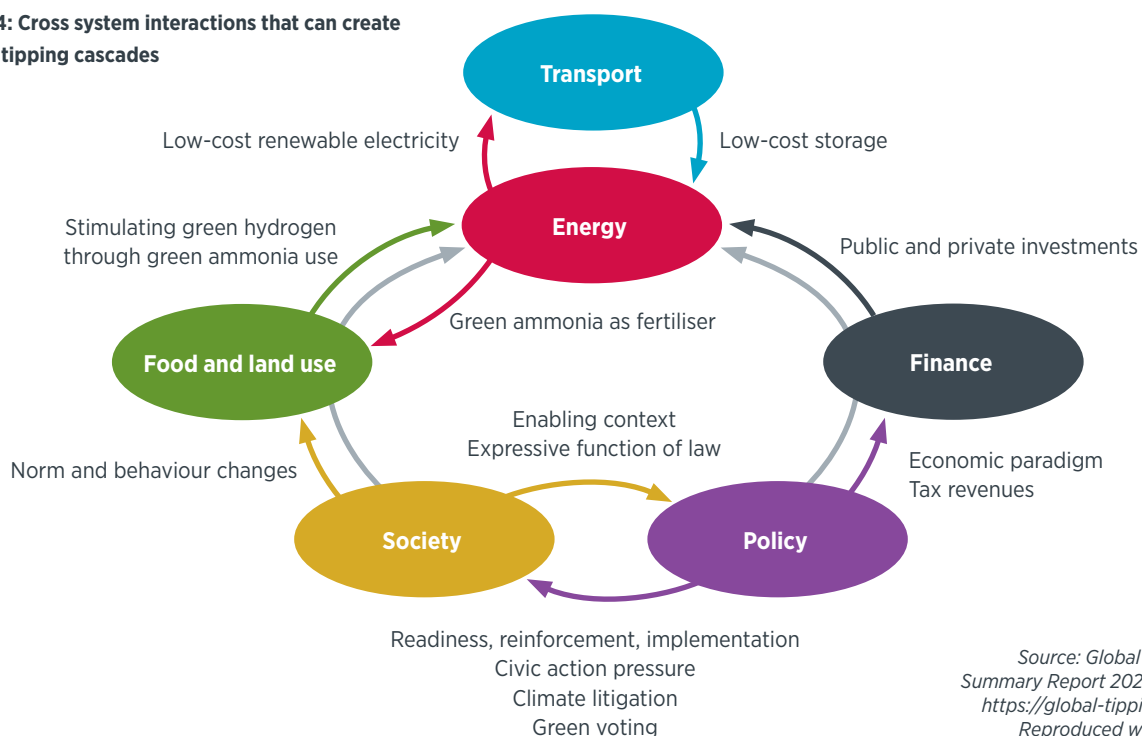 4: Cross system interactions that can create
tipping cascades
Transport
Low-cost renewable electricity
Low-cost storage
Energy
Stimulating green hydrogen
through green ammonia use
Public and private investments
Green ammonia as fertiliser
Food and land use
Finance
Enabling context
Expressive function of law
Norm and behaviour changes
Economic paradigm
Tax revenues
Society
Policy
Readiness, reinforcement, implementation
Civic action pressure
Climate litigation
Green voting
Source: Global
Summary Report 202
https://global-tippi
Reproduced w